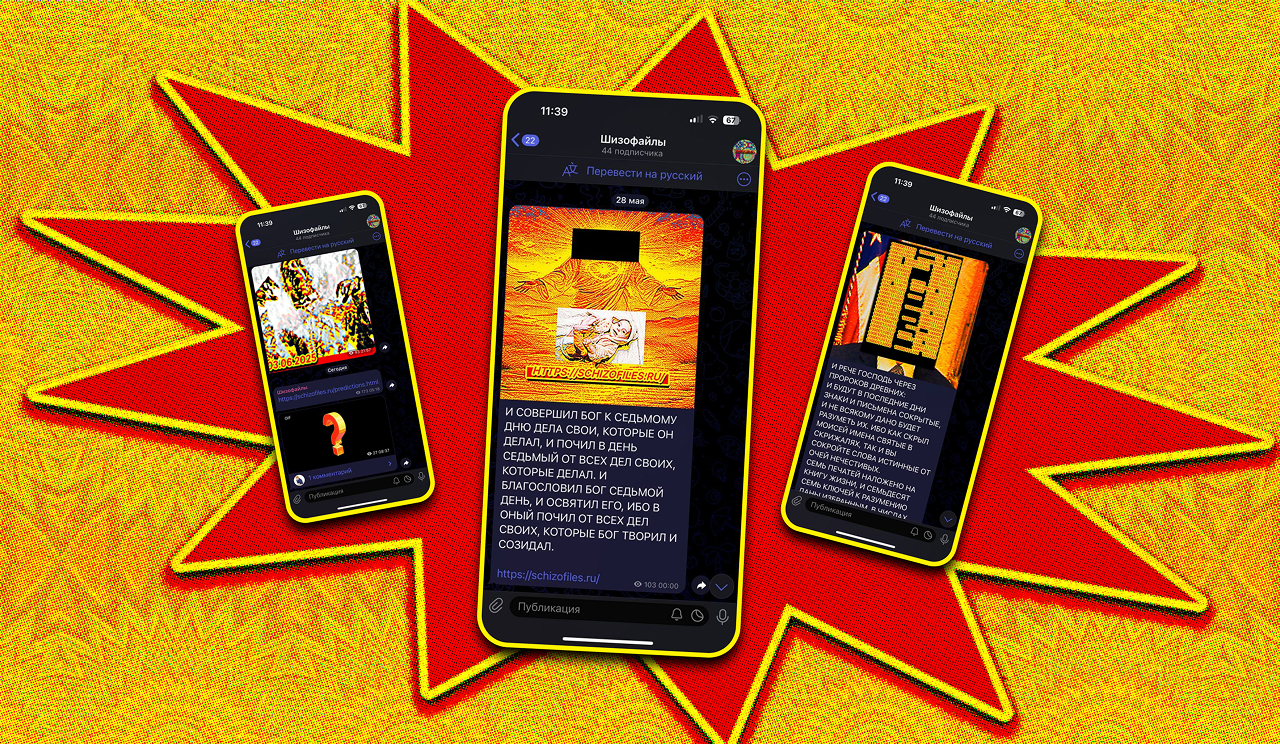 11:39
22
Шизофайлы
44 подписчика
Перевести на русский
03.06.2025
Сегодня
Шизофайлы
https://schizofiles.ru/predictions.html
GIF
1 комментарий
Публикация
11:39
67
22
Шизофайлы
44 подписчика
Перевести на русский
28 мая
HTTPS://SCHIZOFILES.RU/
И СОВЕРШИЛ БОГ К СЕДЬМОМУ
ДНЮ ДЕЛА СВОИ, КОТОРЫЕ ОН
ДЕЛАЛ, И ПОЧИЛ В ДЕНЬ
СЕДЬМЫЙ ОТ ВСЕХ ДЕЛ СВОИХ,
КОТОРЫЕ ДЕЛАЛ. И
БЛАГОСЛОВИЛ БОГ СЕДЬМОЙ
ДЕНЬ, И ОСВЯТИЛ ЕГО, ИБО В
ОНЫЙ ПОЧИЛ ОТ ВСЕХ ДЕЛ
СВОИХ, КОТОРЫЕ БОГ ТВОРИЛ И
СОЗИДАЛ.
https://schizofiles.ru/
103 00:00
Публикация
11:39
22
Шизофайлы
44 подписчика
Перевести на русский
И РЕЧЕ ГОСПОДЬ ЧЕРЕЗ
ПРОРОКОВ ДРЕВНИХ:
И БУДУТ В ПОСЛЕДНИЕ ДНИ
ЗНАКИ И ПИСЬМЕНА СОКРЫТЫЕ,
И НЕ ВСЯКОМУ ДАНО БУДЕТ
РАЗУМЕТЬ ИХ. ИБО КАК СКРЫЛ
МОИСЕЙ ИМЕНА СВЯТЫЕ В
СКРИЖАЛЯХ, ТАК И ВЫ
СОКРОЙТЕ СЛОВА ИСТИННЫЕ ОТ
ОЧЕЙ НЕЧЕСТИВЫХ.
СЕМЬ ПЕЧАТЕЙ НАЛОЖЕНО НА
КНИГУ ЖИЗНИ, И СЕМЬДЕСЯТ
СЕМЬ КЛЮЧЕЙ К РАЗУМЕНИЮ
ДАНЫ ИЗБРАННЫМ. В ЧИСЛАХ
Публикация